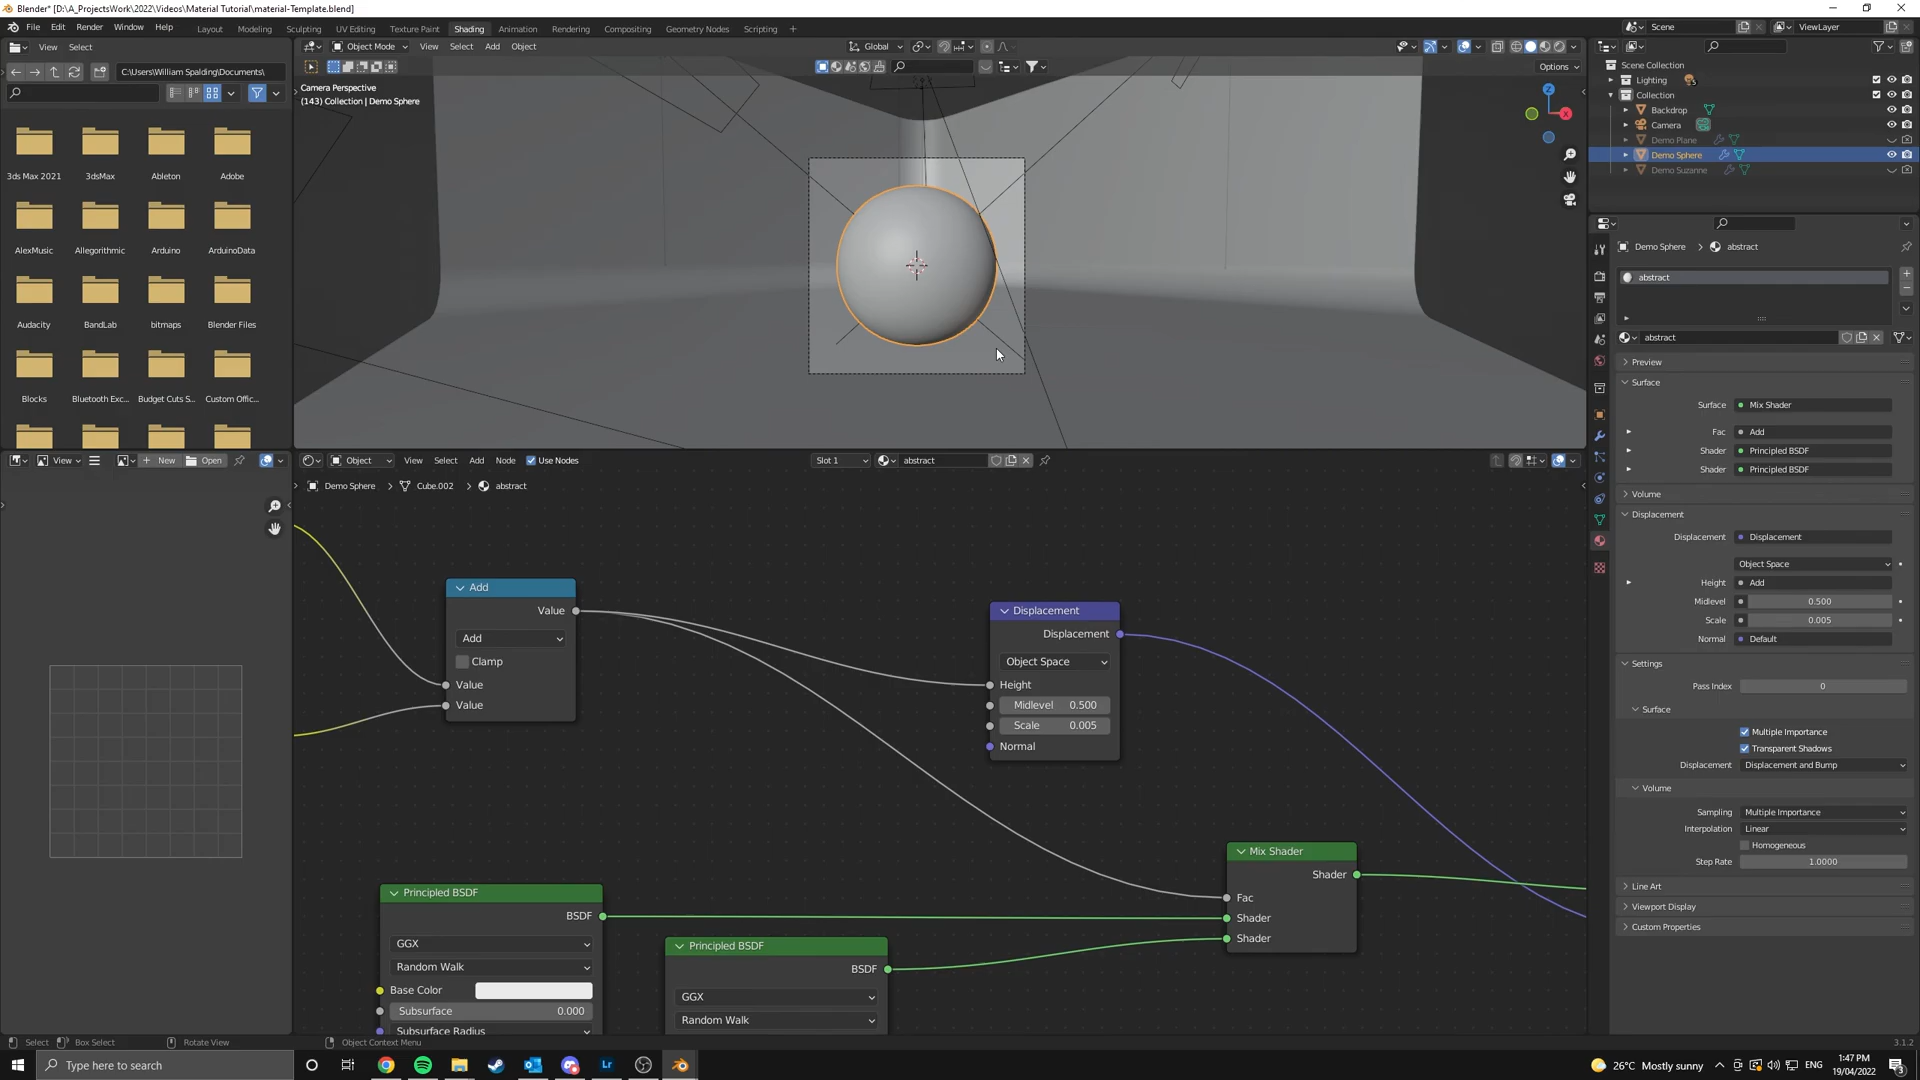 Blender* [D:\A_ProjectsWork\2022\Videos\Material Tutorial\material-Template.blend]
File Edit Render Window Help Layout Modeling Sculpting UV Editing Texture Paint Shading Animation Rendering Compositing Geometry Nodes Scripting + Scene ViewLayer
View Select Object Mode View Select Add Object Global
C:\Users\William Spalding\Documents\ Options
Camera Perspective
(143) Collection | Demo Sphere
3ds Max 2021 3dsMax Ableton Adobe
AlexMusic Allegorithmic Arduino ArduinoData
Audacity BandLab bitmaps Blender Files
Blocks Bluetooth Exc... Budget Cuts S... Custom Offic...
Z
X
Scene Collection
Lighting
Collection
Backdrop
Camera
Demo Plane
Demo Sphere
Demo Suzanne
Demo Sphere > abstract
abstract
abstract
Preview
Surface
Surface Mix Shader
Fac Add
Shader Principled BSDF
Shader Principled BSDF
Volume
Displacement
Displacement Displacement
Object Space
Height Add
Midlevel 0.500
Scale 0.005
Normal Default
Settings
Pass Index 0
Surface
Multiple Importance
Transparent Shadows
Displacement Displacement and Bump
Volume
Sampling Multiple Importance
Interpolation Linear
Homogeneous
Step Rate 1.0000
Line Art
Viewport Display
Custom Properties
View New Open Object View Select Add Node Use Nodes Slot 1 abstract
Demo Sphere > Cube.002 > abstract
Add
Value
Add
Clamp
Value
Value
Displacement
Displacement
Object Space
Height
Midlevel 0.500
Scale 0.005
Normal
Mix Shader
Shader
Fac
Shader
Shader
Principled BSDF
BSDF
GGX
Random Walk
Base Color
Subsurface 0.000
Subsurface Radius
Principled BSDF
BSDF
GGX
Random Walk
Select Box Select Rotate View Object Context Menu 3.1.2
Type here to search Lr 26°C Mostly sunny ENG 1:47 PM
19/04/2022